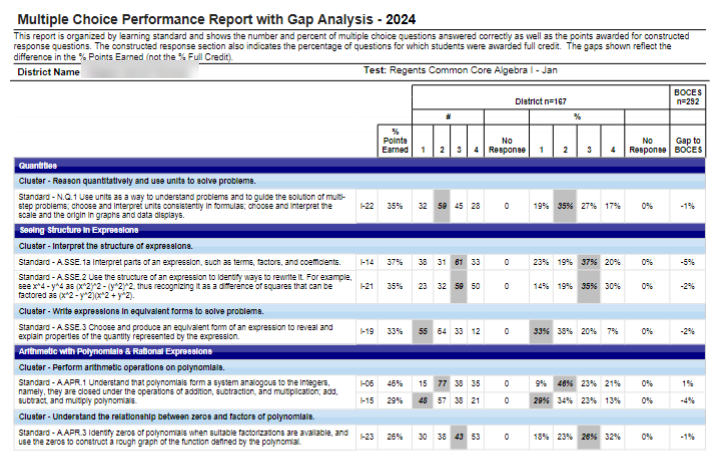 Multiple Choice Performance Report with Gap Analysis - 2024
This report is organized by learning standard and shows the number and percent of multiple choice questions answered correctly as well as the points awarded for constructed
response questions. The constructed response section also indicates the percentage of questions for which students were awarded full credit. The gaps shown reflect the
difference in the % Points Earned (not the % Full Credit).
District Name Test: Regents Common Core Algebra I - Jan
District n=167 BOCES n=292
# %
% Points Earned 1 2 3 4 No Response 1 2 3 4 No Response Gap to BOCES
Quantities
Cluster - Reason quantitatively and use units to solve problems.
Standard - N.Q.1 Use units as a way to understand problems and to guide the solution of multi-
step problems; choose and interpret units consistently in formulas; choose and interpret the
scale and the origin in graphs and data displays.
I-22 35% 32 59 45 28 0 19% 35% 27% 17% 0% -1%
Seeing Structure in Expressions
Cluster - Interpret the structure of expressions.
Standard - A.SSE.1a Interpret parts of an expression, such as terms, factors, and coefficients. I-14 37% 38 31 61 33 0 23% 19% 37% 20% 0% -5%
Standard - A.SSE.2 Use the structure of an expression to identify ways to rewrite it. For example,
see x^4 - y^4 as (x^2)^2 - (y^2)^2, thus recognizing it as a difference of squares that can be
factored as (x^2 - y^2)(x^2 + y^2).
I-21 35% 23 32 59 50 0 14% 19% 35% 30% 0% -2%
Cluster - Write expressions in equivalent forms to solve problems.
Standard - A.SSE.3 Choose and produce an equivalent form of an expression to reveal and
explain properties of the quantity represented by the expression.
I-19 33% 55 64 33 12 0 33% 38% 20% 7% 0% -2%
Arithmetic with Polynomials & Rational Expressions
Cluster - Perform arithmetic operations on polynomials.
Standard - A.APR.1 Understand that polynomials form a system analogous to the integers,
namely, they are closed under the operations of addition, subtraction, and multiplication; add,
subtract, and multiply polynomials.
I-06 46% 15 77 38 35 0 9% 46% 23% 21% 0% 1%
I-15 29% 48 57 38 21 0 29% 34% 23% 13% 0% -4%
Cluster - Understand the relationship between zeros and factors of polynomials.
Standard - A.APR.3 Identify zeros of polynomials when suitable factorizations are available, and
use the zeros to construct a rough graph of the function defined by the polynomial.
I-23 26% 30 38 43 53 0 18% 23% 26% 32% 0% -1%